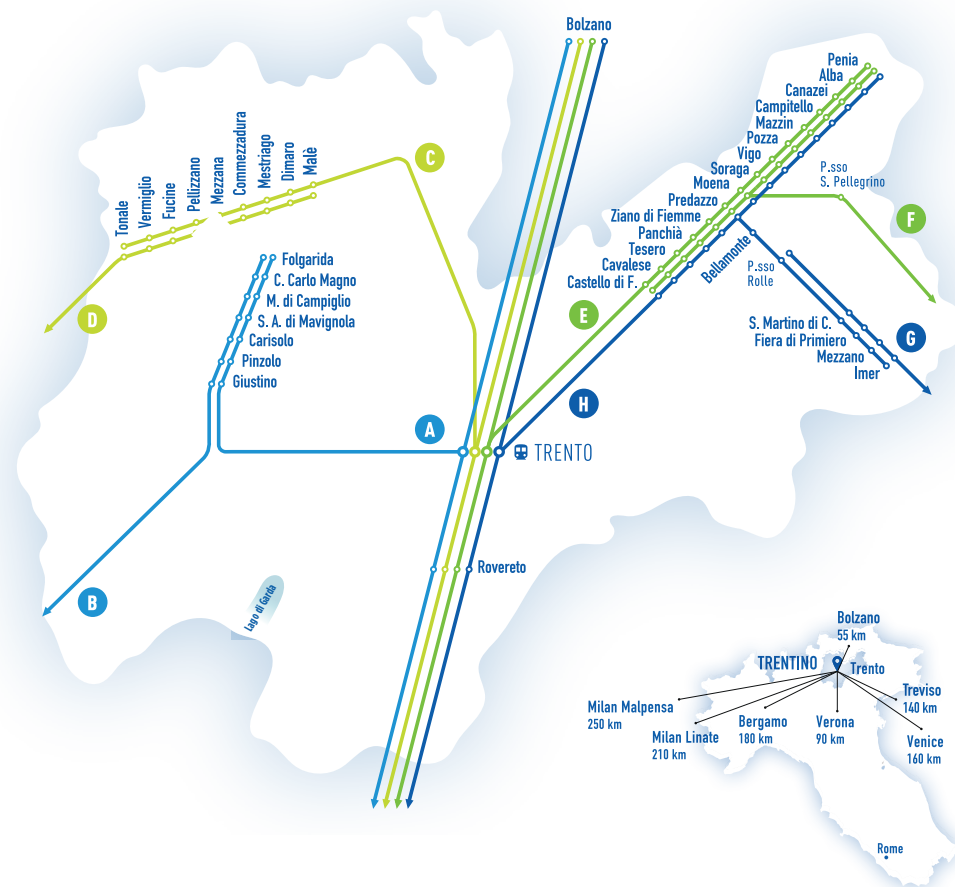 Bolzano
Penia
Alba
Canazei
Campitello
Mazzin
Pozza
Vigo
Soraga
Moena
Predazzo
Ziano di Fiemme
Panchià
Tesero
Cavalese
Castello di F.
P.sso
S. Pellegrino
F
Bellamonte
P.sso
Rolle
S. Martino di C.
Fiera di Primiero
Mezzano
Imer
G
E
H
C
Tonale
Vermiglio
Fucine
Pellizzano
Mezzana
Commezzadura
Mestriago
Dimaro
Malè
D
Folgarida
C. Carlo Magno
M. di Campiglio
S. A. di Mavignola
Carisolo
Pinzolo
Giustino
A
TRENTO
B
Rovereto
Lago di Garda
Bolzano
55 km
TRENTINO
Trento
Milan Malpensa
250 km
Milan Linate
210 km
Bergamo
180 km
Verona
90 km
Treviso
140 km
Venice
160 km
Rome